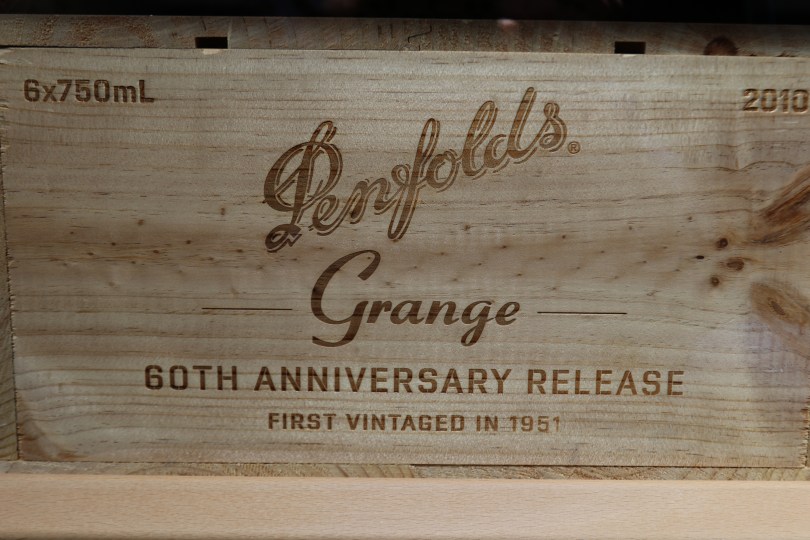 6x750mL
2010
Penfolds®
Grange
60TH ANNIVERSARY RELEASE
FIRST VINTAGED IN 1951